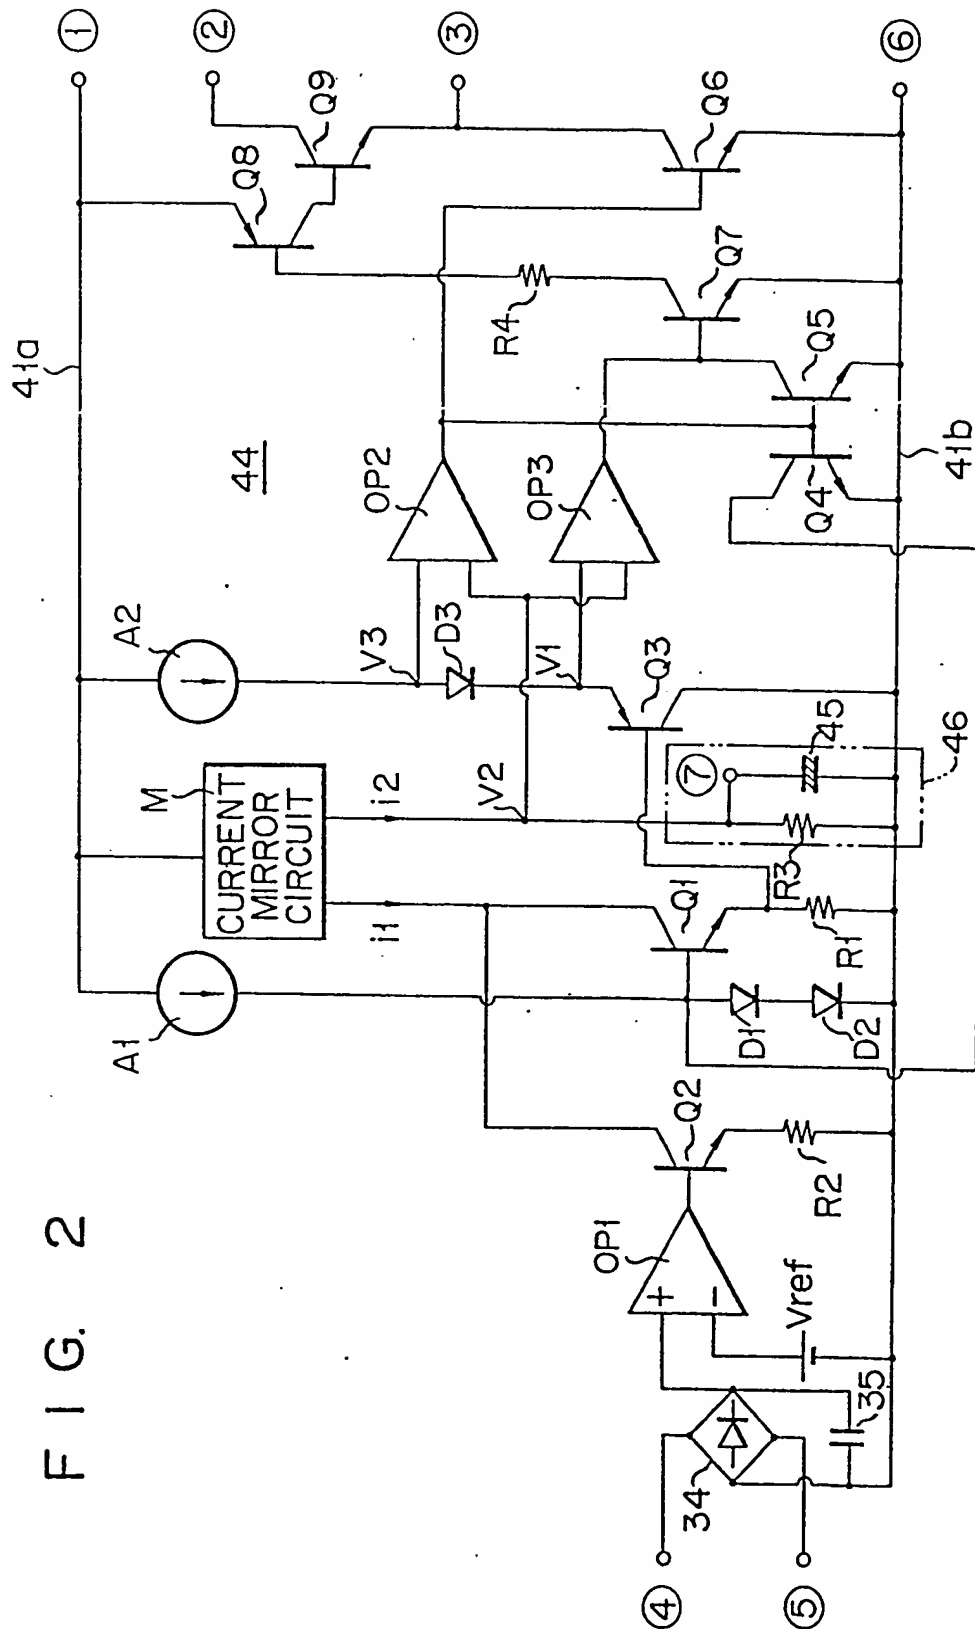 FIG. 2
41a
①
②
③
④
⑤
⑥
⑦
44
A1
A2
M
CURRENT
MIRROR
CIRCUIT
i1
i2
V1
V2
V3
D1
D2
D3
OP1
OP2
OP3
+
−
Vref
34
35
Q1
Q2
Q3
Q4
Q5
Q6
Q7
Q8
Q9
R1
R2
R3
R4
45
46
41b